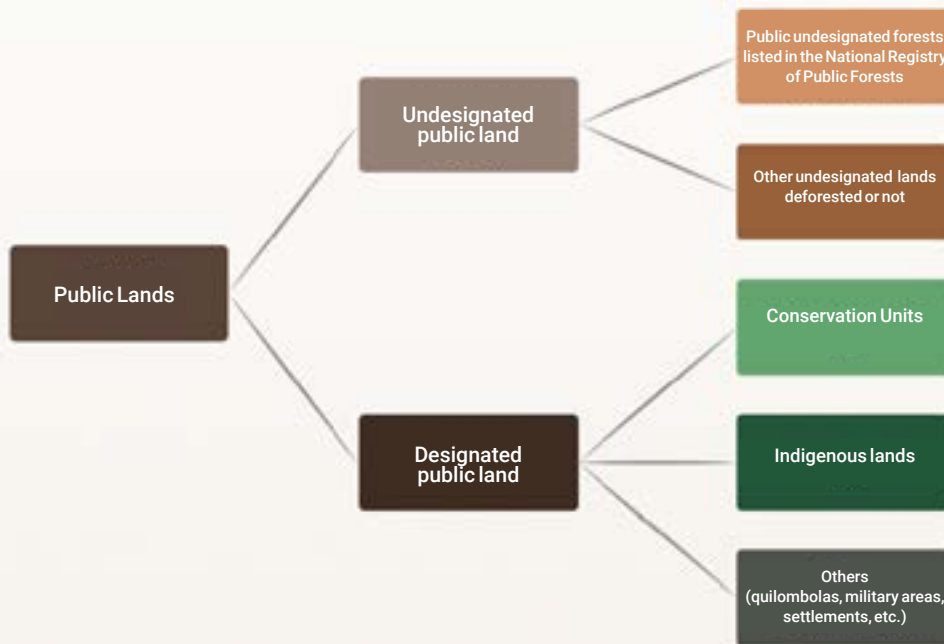 Public Lands
Undesignated
public land
Designated
public land
Public undesignated forests
listed in the National Registry
of Public Forests
Other undesignated lands
deforested or not
Conservation Units
Indigenous lands
Others
(quilombolas, military areas,
settlements, etc.)